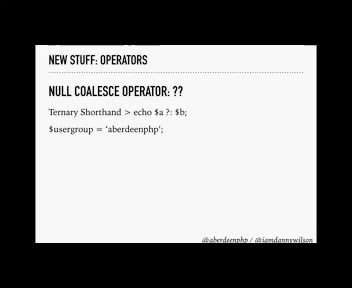 NEW STUFF: OPERATORS
NULL COALESCE OPERATOR: ??
Ternary Shorthand > echo $a ?: $b;
$usergroup = 'aberdeenphp';
@aberdeenphp / @iamdannywilson